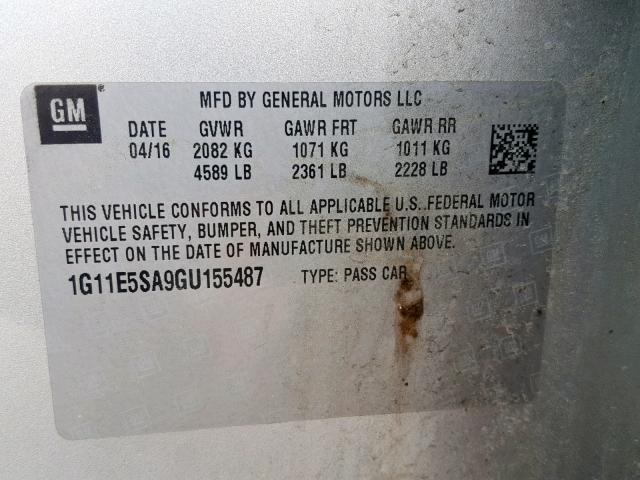 GM
MFD BY GENERAL MOTORS LLC
DATE GVWR GAWR FRT GAWR RR
04/16 2082 KG 1071 KG 1011 KG
4589 LB 2361 LB 2228 LB
THIS VEHICLE CONFORMS TO ALL APPLICABLE U.S. FEDERAL MOTOR
VEHICLE SAFETY, BUMPER, AND THEFT PREVENTION STANDARDS IN
EFFECT ON THE DATE OF MANUFACTURE SHOWN ABOVE.
1G11E5SA9GU155487 TYPE: PASS CAR